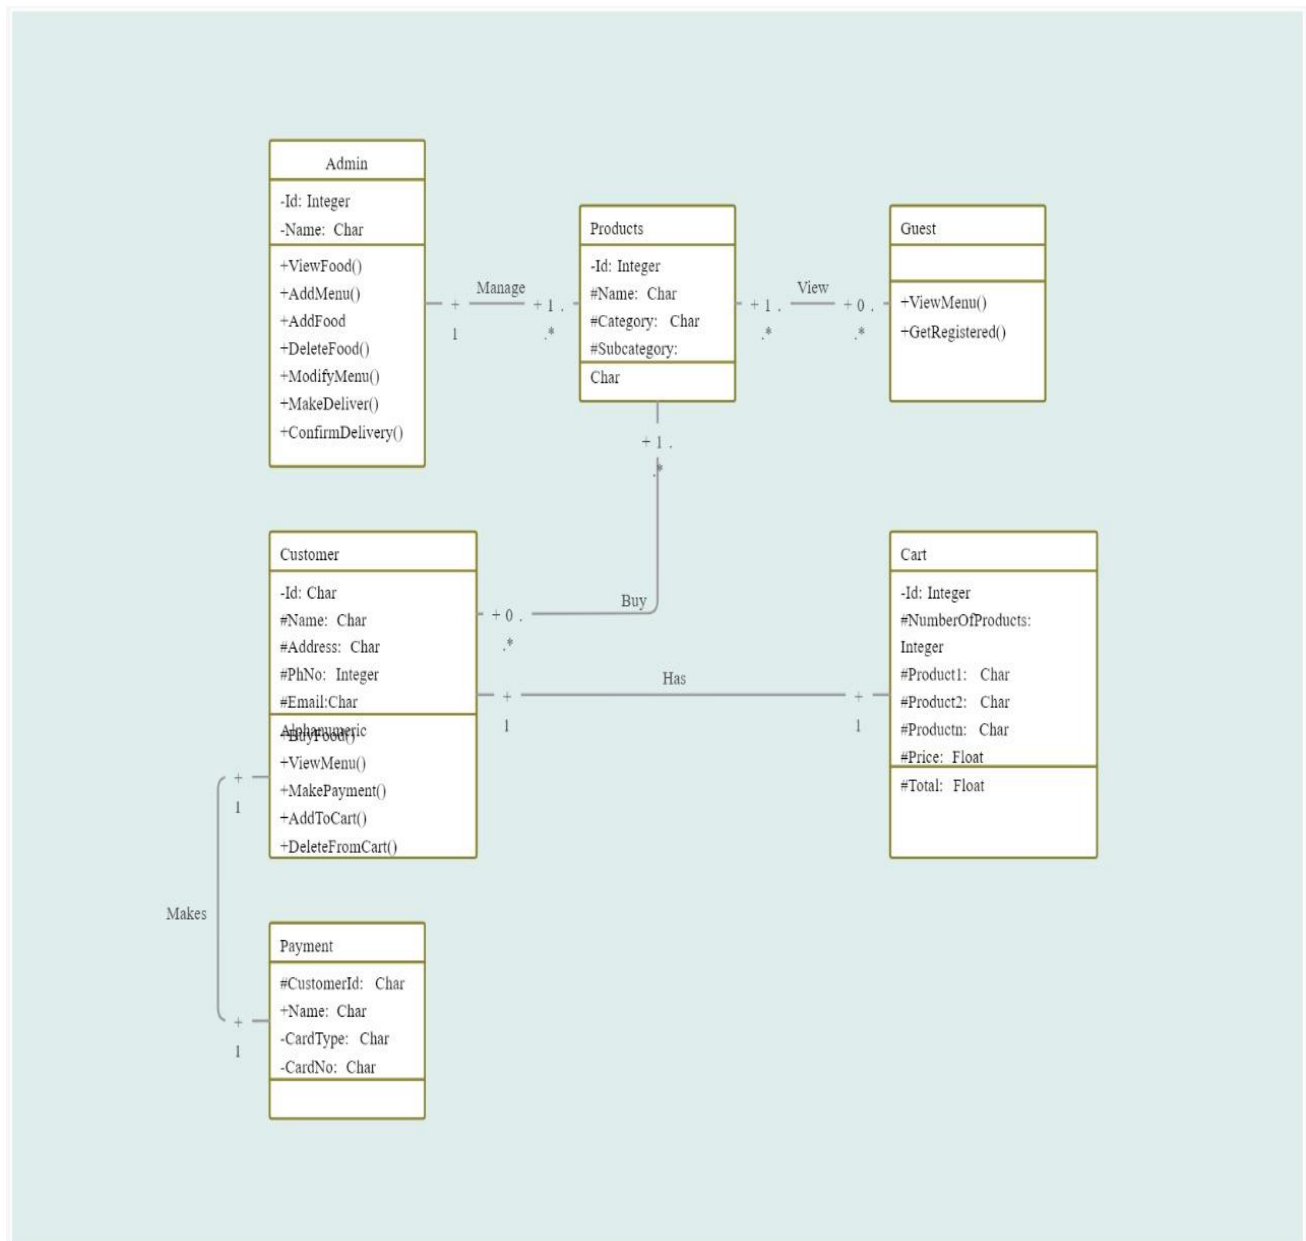 Admin
-Id: Integer
-Name: Char
+ViewFood()
+AddMenu()
+AddFood
+DeleteFood()
+ModifyMenu()
+MakeDeliver()
+ConfirmDelivery()
+
1
Manage
+1.
.*
Products
-Id: Integer
#Name: Char
#Category: Char
#Subcategory:
Char
+1.
.*
View
+0.
.*
Guest
+ViewMenu()
+GetRegistered()
+1.
.*
Buy
+0.
.*
Customer
-Id: Char
#Name: Char
#Address: Char
#PhNo: Integer
#Email:Char
Alphanumeric
+BuyFood()
+ViewMenu()
+MakePayment()
+AddToCart()
+DeleteFromCart()
+
1
Has
+
1
Cart
-Id: Integer
#NumberOfProducts:
Integer
#Product1: Char
#Product2: Char
#Productn: Char
#Price: Float
#Total: Float
+
1
Makes
+
1
Payment
#CustomerId: Char
+Name: Char
-CardType: Char
-CardNo: Char